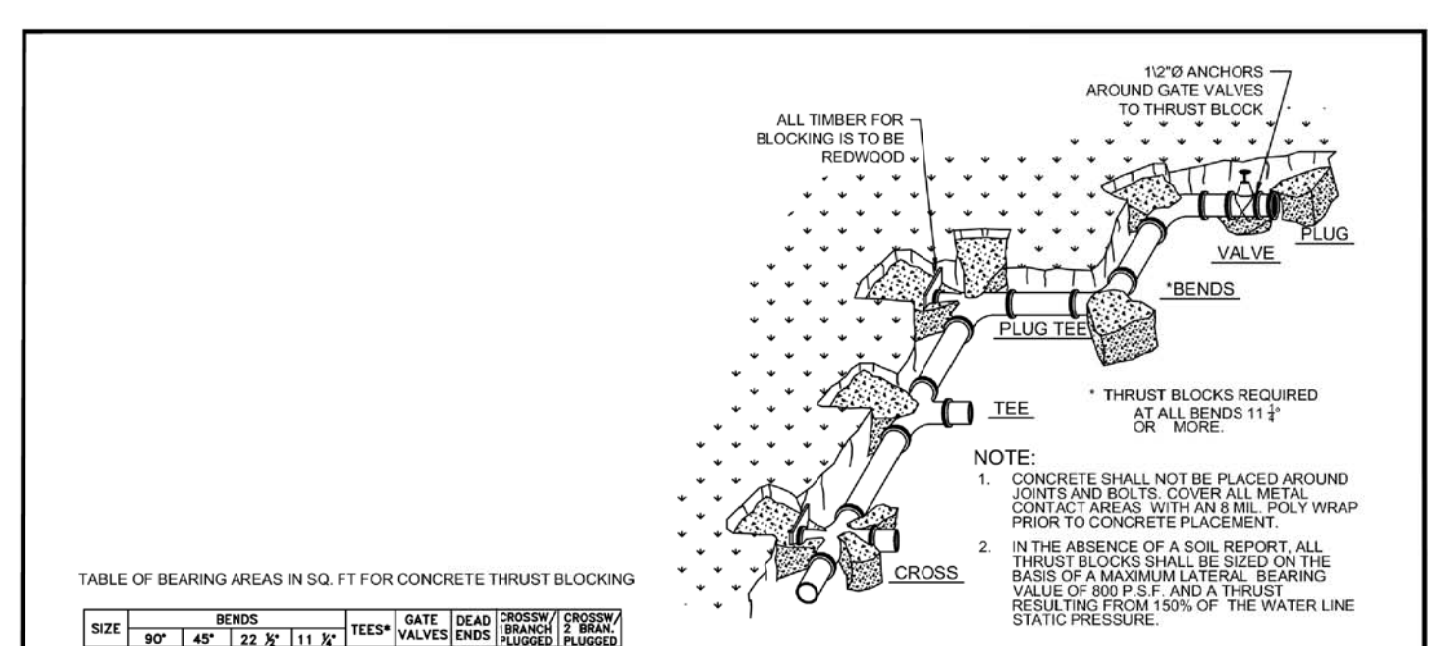 1\2"Ø ANCHORS
AROUND GATE VALVES
TO THRUST BLOCK
ALL TIMBER FOR
BLOCKING IS TO BE
REDWOOD
PLUG
VALVE
*BENDS
PLUG TEE
* THRUST BLOCKS REQUIRED
AT ALL BENDS 11 ¼°
OR MORE.
TEE
NOTE:
1. CONCRETE SHALL NOT BE PLACED AROUND
JOINTS AND BOLTS. COVER ALL METAL
CONTACT AREAS WITH AN 8 MIL. POLY WRAP
PRIOR TO CONCRETE PLACEMENT.
2. IN THE ABSENCE OF A SOIL REPORT, ALL
THRUST BLOCKS SHALL BE SIZED ON THE
BASIS OF A MAXIMUM LATERAL BEARING
VALUE OF 800 P.S.F. AND A THRUST
RESULTING FROM 150% OF THE WATER LINE
STATIC PRESSURE.
CROSS
TABLE OF BEARING AREAS IN SQ. FT FOR CONCRETE THRUST BLOCKING
SIZE BENDS TEES* GATE VALVES DEAD ENDS CROSSW/ BRANCH PLUGGED CROSSW/ 2 BRAN. PLUGGED
90° 45° 22 ½° 11 ¼°